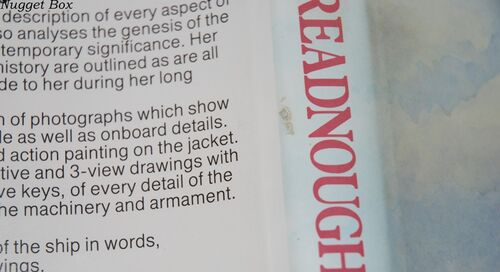 Nugget Box
description of every aspect of
so analyses the genesis of the
temporary significance. Her
history are outlined as are all
de to her during her long
n of photographs which show
le as well as onboard details.
d action painting on the jacket.
tive and 3-view drawings with
ve keys, of every detail of the
he machinery and armament.
of the ship in words,
wings.
READNOUGH